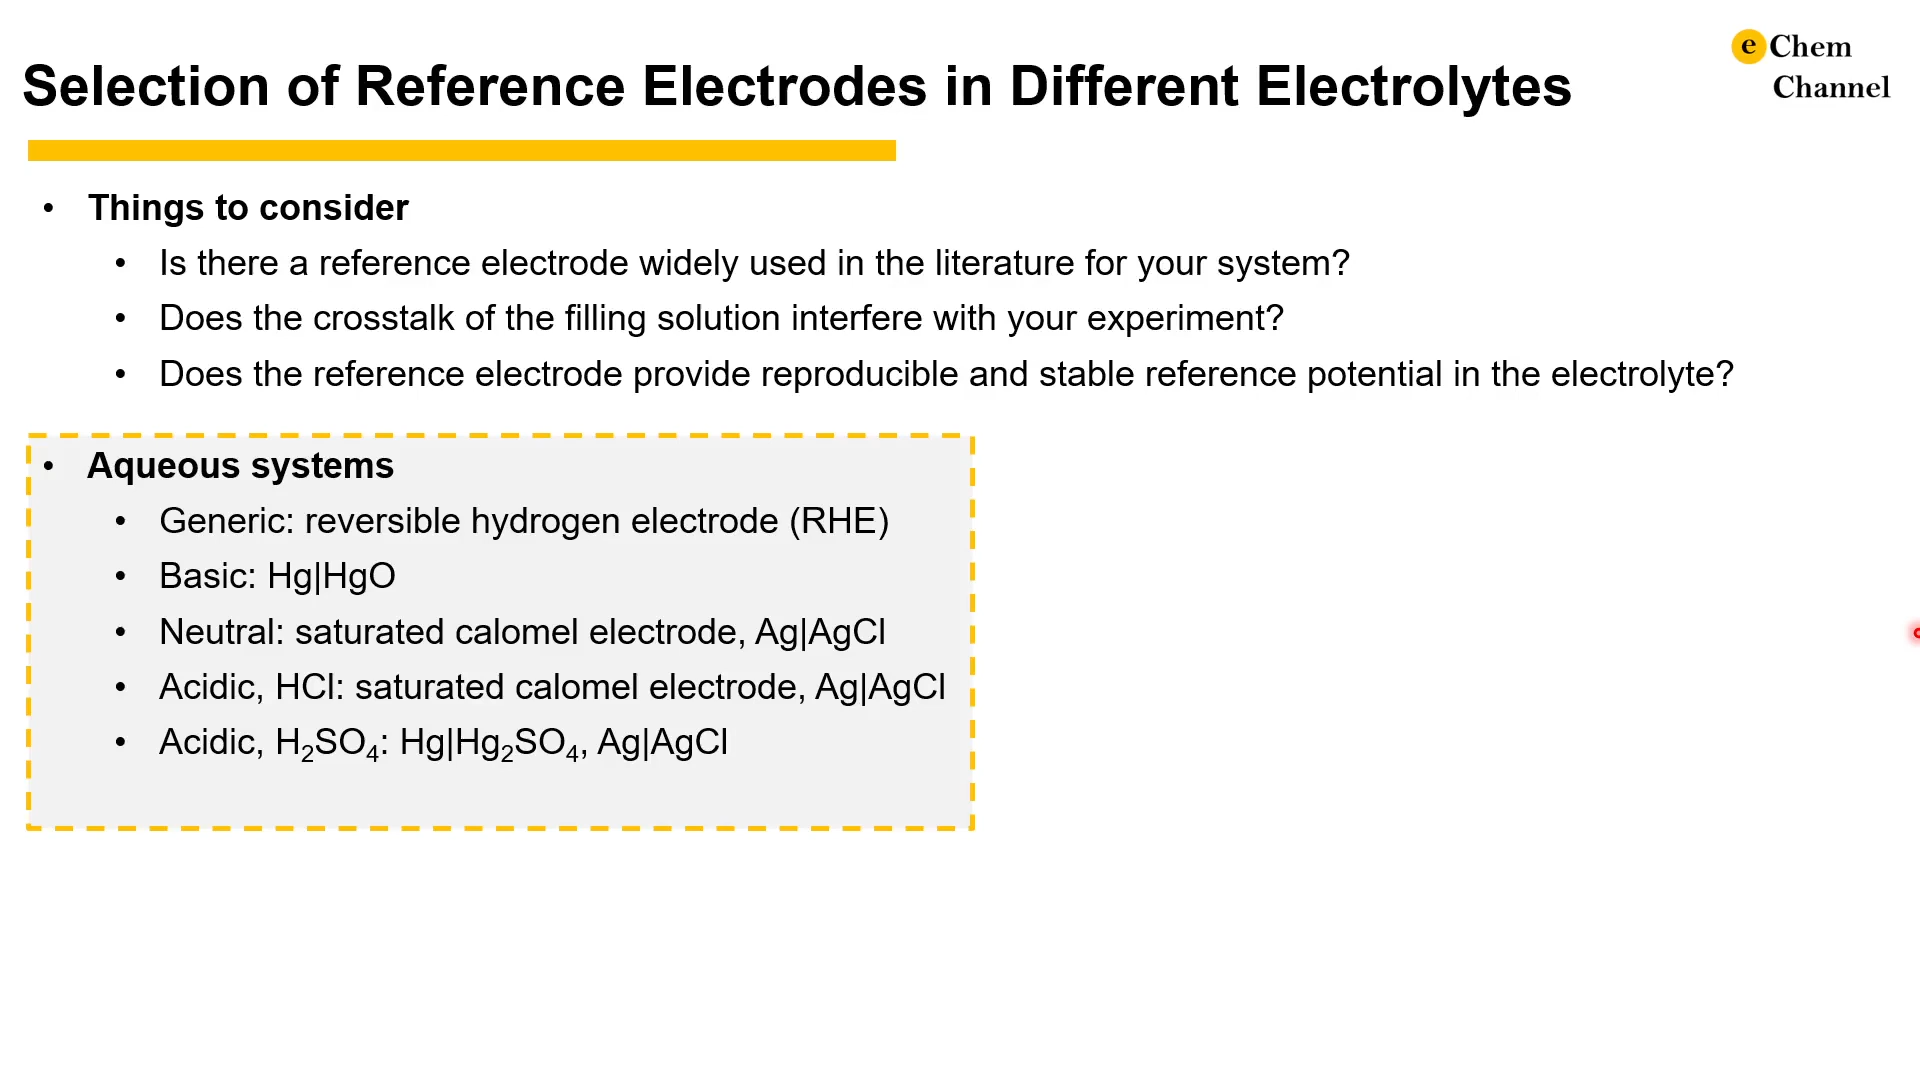 Selection of Reference Electrodes in Different Electrolytes
e Chem
Channel
• Things to consider
• Is there a reference electrode widely used in the literature for your system?
• Does the crosstalk of the filling solution interfere with your experiment?
• Does the reference electrode provide reproducible and stable reference potential in the electrolyte?
• Aqueous systems
• Generic: reversible hydrogen electrode (RHE)
• Basic: Hg|HgO
• Neutral: saturated calomel electrode, Ag|AgCl
• Acidic, HCl: saturated calomel electrode, Ag|AgCl
• Acidic, H₂SO₄: Hg|Hg₂SO₄, Ag|AgCl